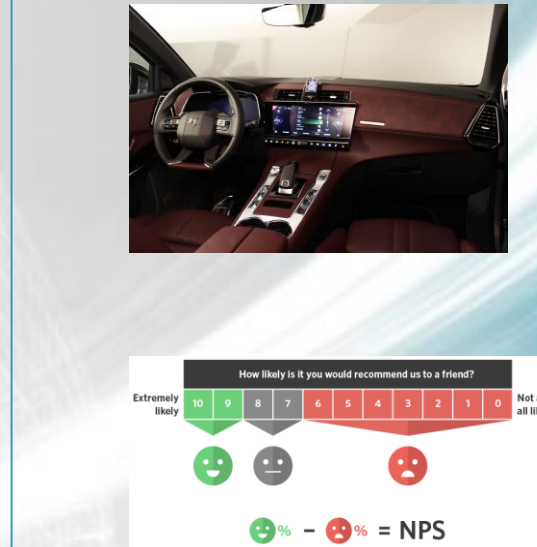 How likely is it you would recommend us to a friend?
Extremely
likely
10 9 8 7 6 5 4 3 2 1 0
Not
all
% - % = NPS